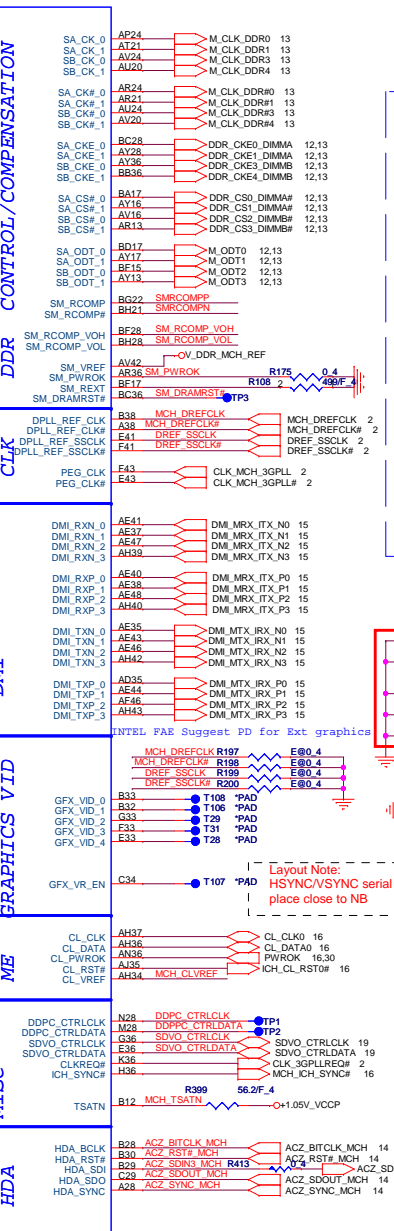 DDR CONTROL/COMPENSATION
SA_CK_0 AP24 M_CLK_DDR0 13
SA_CK_1 AT21 M_CLK_DDR1 13
SB_CK_0 AV24 M_CLK_DDR3 13
SB_CK_1 AU20 M_CLK_DDR4 13
SA_CK#_0 AR24 M_CLK_DDR#0 13
SA_CK#_1 AR21 M_CLK_DDR#1 13
SB_CK#_0 AU24 M_CLK_DDR#3 13
SB_CK#_1 AV20 M_CLK_DDR#4 13
SA_CKE_0 BC28 DDR_CKE0_DIMMA 12,13
SA_CKE_1 AY28 DDR_CKE1_DIMMA 12,13
SB_CKE_0 AY36 DDR_CKE3_DIMMB 12,13
SB_CKE_1 BB36 DDR_CKE4_DIMMB 12,13
SA_CS#_0 BA17 DDR_CS0_DIMMA# 12,13
SA_CS#_1 AY16 DDR_CS1_DIMMA# 12,13
SB_CS#_0 AV16 DDR_CS2_DIMMB# 12,13
SB_CS#_1 AR13 DDR_CS3_DIMMB# 12,13
SA_ODT_0 BD17 M_ODT0 12,13
SA_ODT_1 AY17 M_ODT1 12,13
SB_ODT_0 BF15 M_ODT2 12,13
SB_ODT_1 AY13 M_ODT3 12,13
SM_RCOMP BG22 SMRCOMPP
SM_RCOMP# BH21 SMRCOMPN
SM_RCOMP_VOH BF28 SM_RCOMP_VOH
SM_RCOMP_VOL BH28 SM_RCOMP_VOL
SM_VREF AV42 V_DDR_MCH_REF
SM_PWROK AR36 SM_PWROK R175 0_4
SM_REXT BF17 R108 2 499/F_4
SM_DRAMRST# BC36 SM_DRAMRST# TP3
CLK
DPLL_REF_CLK B38 MCH_DREFCLK MCH_DREFCLK 2
DPLL_REF_CLK# A38 MCH_DREFCLK# MCH_DREFCLK# 2
DPLL_REF_SSCLK E41 DREF_SSCLK DREF_SSCLK 2
DPLL_REF_SSCLK# F41 DREF_SSCLK# DREF_SSCLK# 2
PEG_CLK F43 CLK_MCH_3GPLL 2
PEG_CLK# E43 CLK_MCH_3GPLL# 2
DMI_RXN_0 AE41 DMI_MRX_ITX_N0 15
DMI_RXN_1 AE37 DMI_MRX_ITX_N1 15
DMI_RXN_2 AE47 DMI_MRX_ITX_N2 15
DMI_RXN_3 AH39 DMI_MRX_ITX_N3 15
DMI_RXP_0 AE40 DMI_MRX_ITX_P0 15
DMI_RXP_1 AE38 DMI_MRX_ITX_P1 15
DMI_RXP_2 AE48 DMI_MRX_ITX_P2 15
DMI_RXP_3 AH40 DMI_MRX_ITX_P3 15
DMI_TXN_0 AE35 DMI_MTX_IRX_N0 15
DMI_TXN_1 AE43 DMI_MTX_IRX_N1 15
DMI_TXN_2 AE46 DMI_MTX_IRX_N2 15
DMI_TXN_3 AH42 DMI_MTX_IRX_N3 15
DMI_TXP_0 AD35 DMI_MTX_IRX_P0 15
DMI_TXP_1 AE44 DMI_MTX_IRX_P1 15
DMI_TXP_2 AF46 DMI_MTX_IRX_P2 15
DMI_TXP_3 AH43 DMI_MTX_IRX_P3 15
INTEL FAE Suggest PD for Ext graphics
MCH_DREFCLK R197 E@0_4
MCH_DREFCLK# R198 E@0_4
DREF_SSCLK R199 E@0_4
DREF_SSCLK# R200 E@0_4
GRAPHICS VID
GFX_VID_0 B33 T108 *PAD
GFX_VID_1 B32 T106 *PAD
GFX_VID_2 G33 T29 *PAD
GFX_VID_3 F33 T31 *PAD
GFX_VID_4 E33 T28 *PAD
GFX_VR_EN C34 T107 *PAD
Layout Note:
HSYNC/VSYNC serial
place close to NB
ME
CL_CLK AH37 CL_CLK0 16
CL_DATA AH36 CL_DATA0 16
CL_PWROK AN36 PWROK 16,30
CL_RST# AJ35 ICH_CL_RST0# 16
CL_VREF AH34 MCH_CLVREF
DDPC_CTRLCLK N28 DDPC_CTRLCLK TP1
DDPC_CTRLDATA M28 DDPPC_CTRLDATA TP2
SDVO_CTRLCLK G36 SDVO_CTRLCLK SDVO_CTRLCLK 19
SDVO_CTRLDATA E36 SDVO_CTRLDATA SDVO_CTRLDATA 19
CLKREQ# K36 CLK_3GPLLREQ# 2
ICH_SYNC# H36 MCH_ICH_SYNC# 16
TSATN B12 MCH_TSATN R399 56.2/F_4 +1.05V_VCCP
HDA
HDA_BCLK B28 ACZ_BITCLK_MCH ACZ_BITCLK_MCH 14
HDA_RST# B30 ACZ_RST#_MCH ACZ_RST#_MCH 14
HDA_SDI B29 ACZ_SDIN3_MCH R413 0_4 ACZ_SD
HDA_SDO C29 ACZ_SDOUT_MCH ACZ_SDOUT_MCH 14
HDA_SYNC A28 ACZ_SYNC_MCH ACZ_SYNC_MCH 14